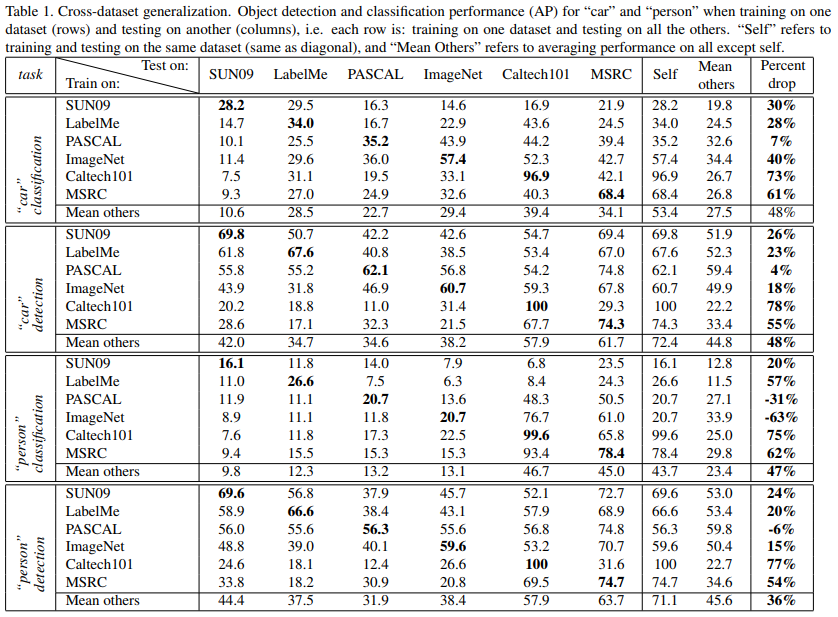 Table 1. Cross-dataset generalization. Object detection and classification performance (AP) for “car” and “person” when training on one
dataset (rows) and testing on another (columns), i.e. each row is: training on one dataset and testing on all the others. “Self” refers to
training and testing on the same dataset (same as diagonal), and “Mean Others” refers to averaging performance on all except self.
task Test on: Train on: SUN09 LabelMe PASCAL ImageNet Caltech101 MSRC Self Mean others Percent drop
“car” classification
SUN09 28.2 29.5 16.3 14.6 16.9 21.9 28.2 19.8 30%
LabelMe 14.7 34.0 16.7 22.9 43.6 24.5 34.0 24.5 28%
PASCAL 10.1 25.5 35.2 43.9 44.2 39.4 35.2 32.6 7%
ImageNet 11.4 29.6 36.0 57.4 52.3 42.7 57.4 34.4 40%
Caltech101 7.5 31.1 19.5 33.1 96.9 42.1 96.9 26.7 73%
MSRC 9.3 27.0 24.9 32.6 40.3 68.4 68.4 26.8 61%
Mean others 10.6 28.5 22.7 29.4 39.4 34.1 53.4 27.5 48%
“car” detection
SUN09 69.8 50.7 42.2 42.6 54.7 69.4 69.8 51.9 26%
LabelMe 61.8 67.6 40.8 38.5 53.4 67.0 67.6 52.3 23%
PASCAL 55.8 55.2 62.1 56.8 54.2 74.8 62.1 59.4 4%
ImageNet 43.9 31.8 46.9 60.7 59.3 67.8 60.7 49.9 18%
Caltech101 20.2 18.8 11.0 31.4 100 29.3 100 22.2 78%
MSRC 28.6 17.1 32.3 21.5 67.7 74.3 74.3 33.4 55%
Mean others 42.0 34.7 34.6 38.2 57.9 61.7 72.4 44.8 48%
“person” classification
SUN09 16.1 11.8 14.0 7.9 6.8 23.5 16.1 12.8 20%
LabelMe 11.0 26.6 7.5 6.3 8.4 24.3 26.6 11.5 57%
PASCAL 11.9 11.1 20.7 13.6 48.3 50.5 20.7 27.1 -31%
ImageNet 8.9 11.1 11.8 20.7 76.7 61.0 20.7 33.9 -63%
Caltech101 7.6 11.8 17.3 22.5 99.6 65.8 99.6 25.0 75%
MSRC 9.4 15.5 15.3 15.3 93.4 78.4 78.4 29.8 62%
Mean others 9.8 12.3 13.2 13.1 46.7 45.0 43.7 23.4 47%
“person” detection
SUN09 69.6 56.8 37.9 45.7 52.1 72.7 69.6 53.0 24%
LabelMe 58.9 66.6 38.4 43.1 57.9 68.9 66.6 53.4 20%
PASCAL 56.0 55.6 56.3 55.6 56.8 74.8 56.3 59.8 -6%
ImageNet 48.8 39.0 40.1 59.6 53.2 70.7 59.6 50.4 15%
Caltech101 24.6 18.1 12.4 26.6 100 31.6 100 22.7 77%
MSRC 33.8 18.2 30.9 20.8 69.5 74.7 74.7 34.6 54%
Mean others 44.4 37.5 31.9 38.4 57.9 63.7 71.1 45.6 36%